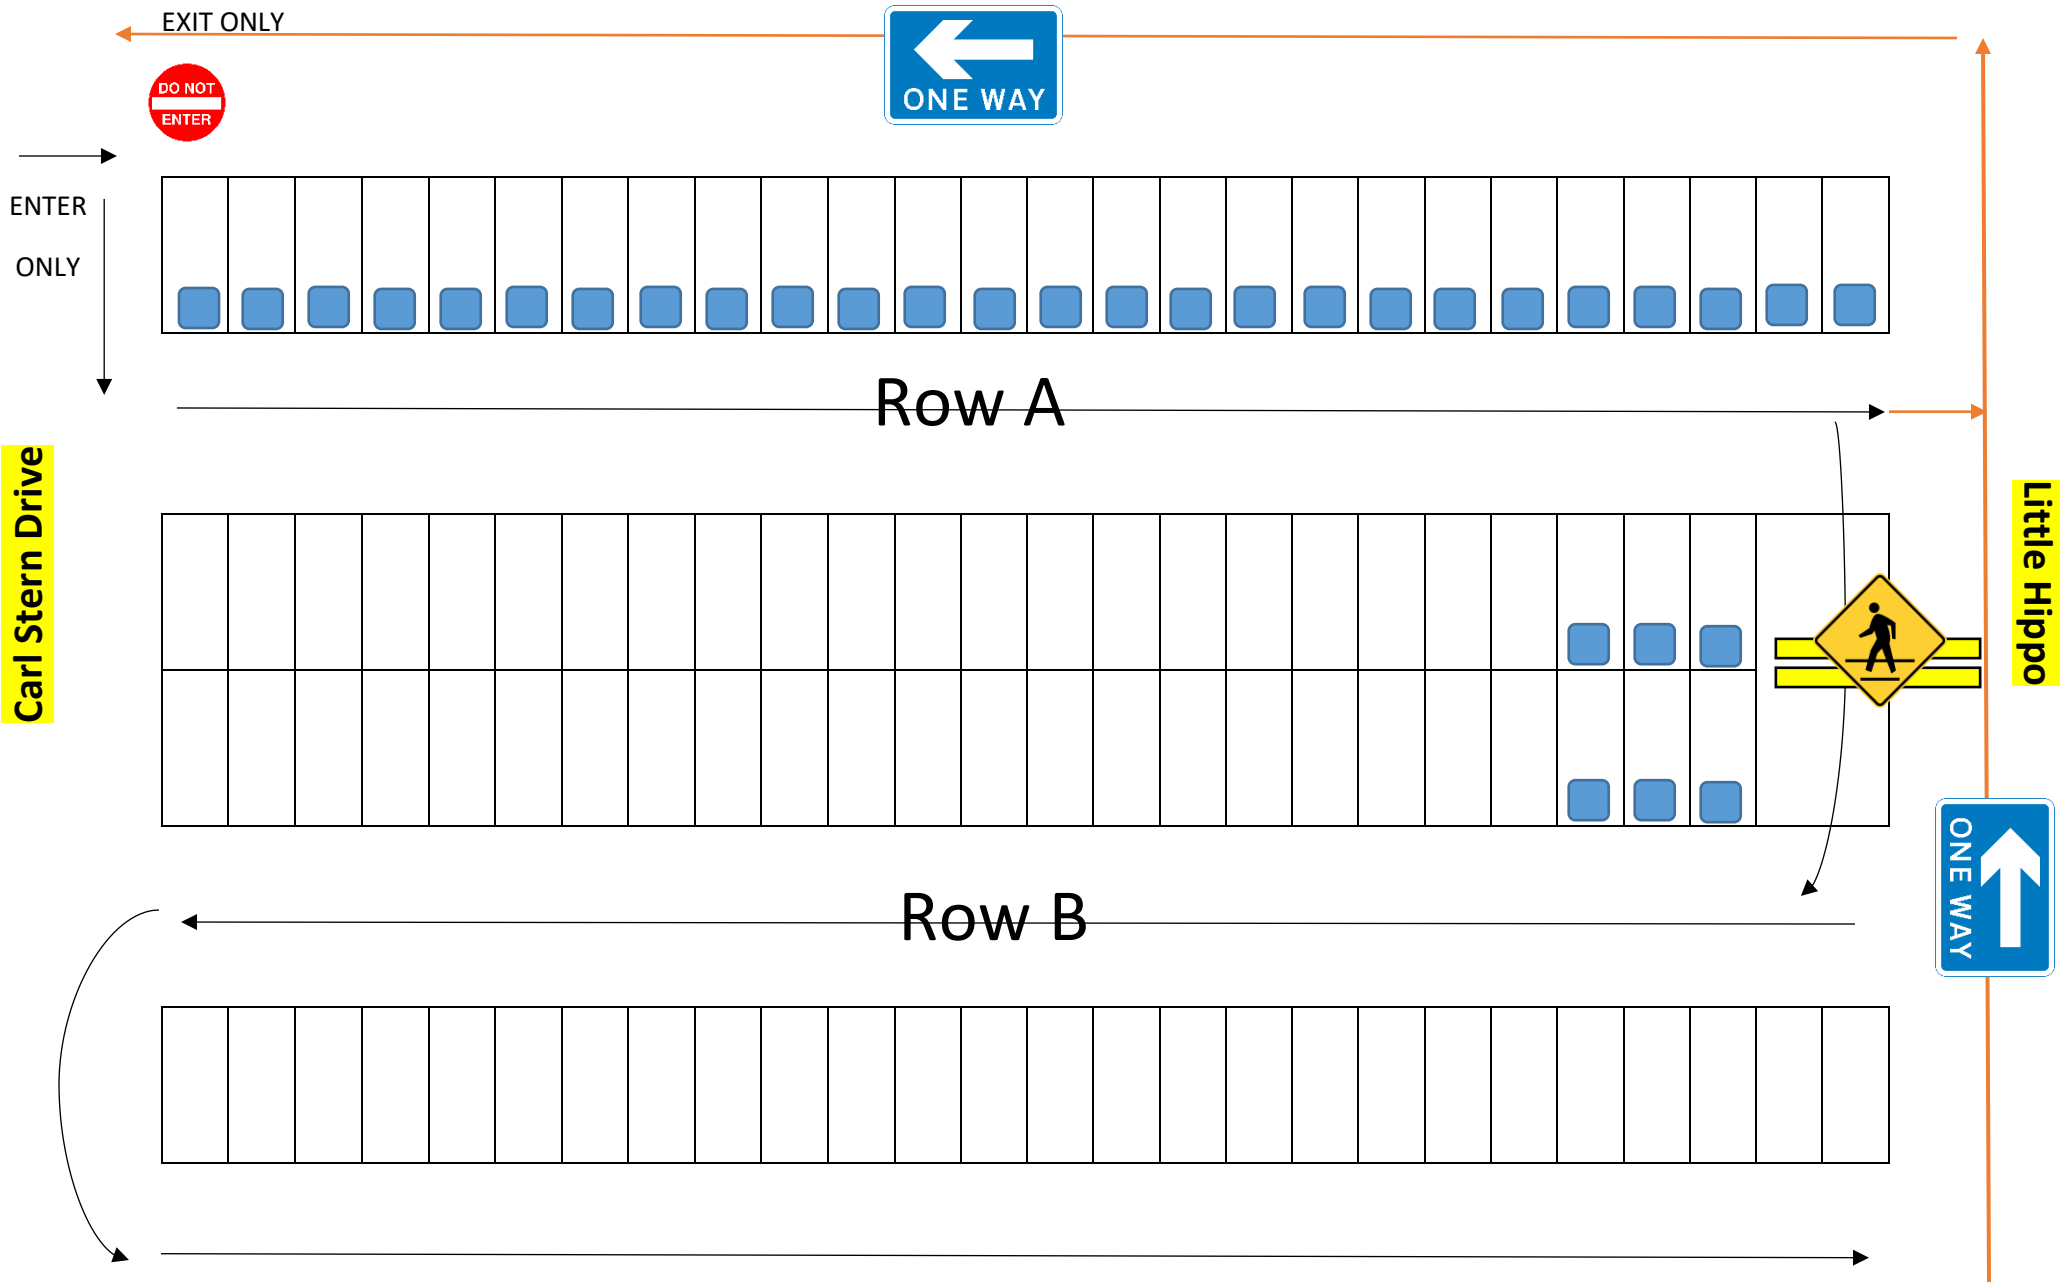 EXIT ONLY
ONE WAY
DO NOT
ENTER
ENTER
ONLY
Row A
Carl Stern Drive
Little Hippo
ONE WAY
Row B